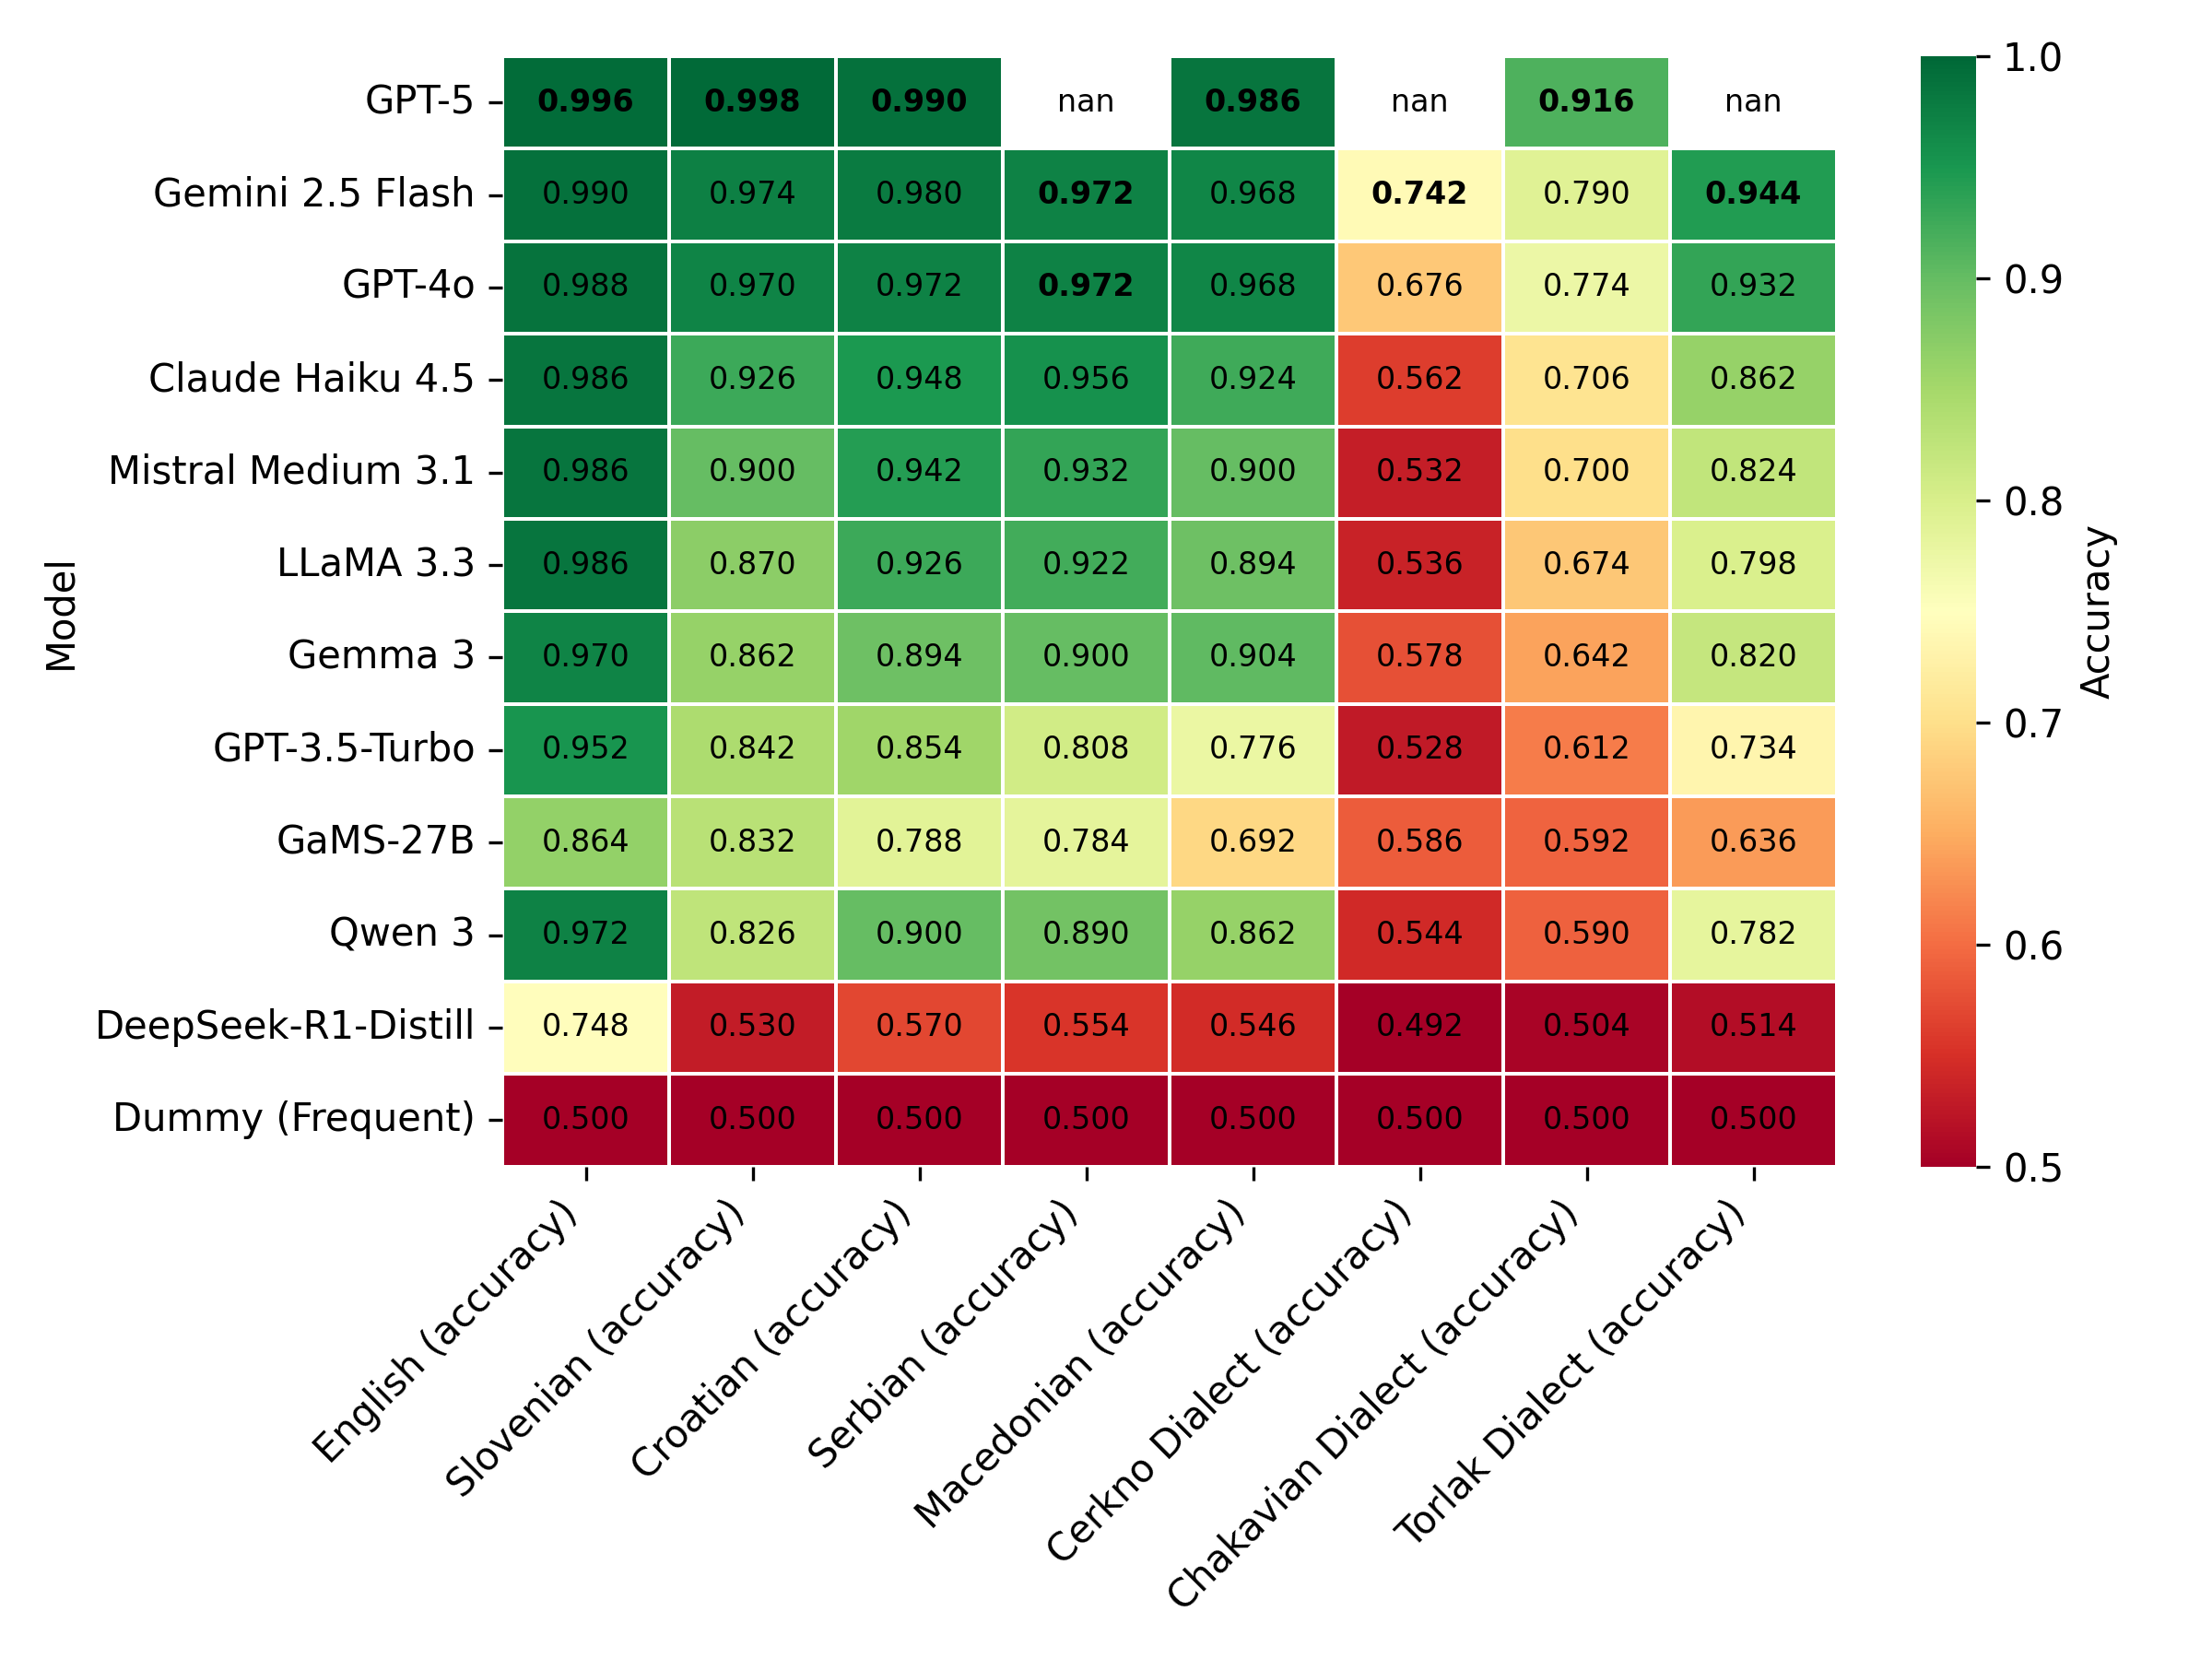 GPT-5 0.996 0.998 0.990 nan 0.986 nan 0.916 nan
Gemini 2.5 Flash 0.990 0.974 0.980 0.972 0.968 0.742 0.790 0.944
GPT-4o 0.988 0.970 0.972 0.972 0.968 0.676 0.774 0.932
Claude Haiku 4.5 0.986 0.926 0.948 0.956 0.924 0.562 0.706 0.862
Mistral Medium 3.1 0.986 0.900 0.942 0.932 0.900 0.532 0.700 0.824
LLaMA 3.3 0.986 0.870 0.926 0.922 0.894 0.536 0.674 0.798
Gemma 3 0.970 0.862 0.894 0.900 0.904 0.578 0.642 0.820
GPT-3.5-Turbo 0.952 0.842 0.854 0.808 0.776 0.528 0.612 0.734
GaMS-27B 0.864 0.832 0.788 0.784 0.692 0.586 0.592 0.636
Qwen 3 0.972 0.826 0.900 0.890 0.862 0.544 0.590 0.782
DeepSeek-R1-Distill 0.748 0.530 0.570 0.554 0.546 0.492 0.504 0.514
Dummy (Frequent) 0.500 0.500 0.500 0.500 0.500 0.500 0.500 0.500
Model
English (accuracy)
Slovenian (accuracy)
Croatian (accuracy)
Serbian (accuracy)
Macedonian (accuracy)
Cerkno Dialect (accuracy)
Chakavian Dialect (accuracy)
Torlak Dialect (accuracy)
1.0
0.9
0.8
0.7
0.6
0.5
Accuracy